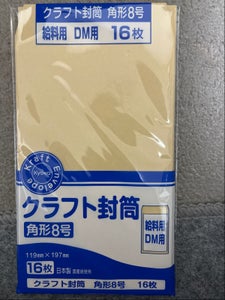 クラフト封筒 角形8号
給料用 DM用 16枚
Kraft Envelope
クラフト封筒
角形8号
給料用
DM用
119mm×197mm
16枚 日本製
クラフト封筒 角形8号 16枚